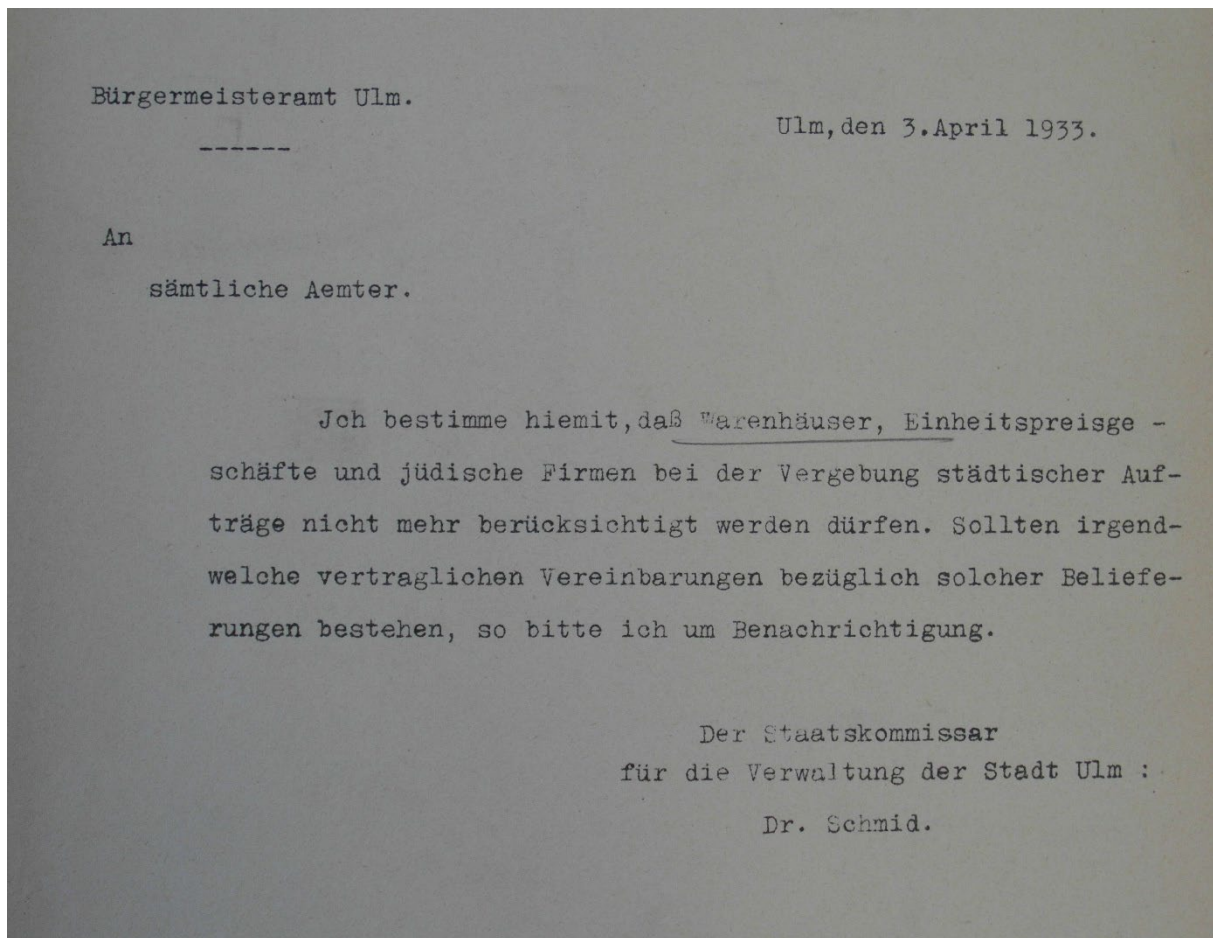 Bürgermeisteramt Ulm.
------
Ulm,den 3.April 1933.
An
sämtliche Aemter.
Jch bestimme hiemit,daß Warenhäuser, Einheitspreisge -
schäfte und jüdische Firmen bei der Vergebung städtischer Auf-
träge nicht mehr berücksichtigt werden dürfen. Sollten irgend-
welche vertraglichen Vereinbarungen bezüglich solcher Beliefe-
rungen bestehen, so bitte ich um Benachrichtigung.
Der Staatskommissar
für die Verwaltung der Stadt Ulm :
Dr. Schmid.